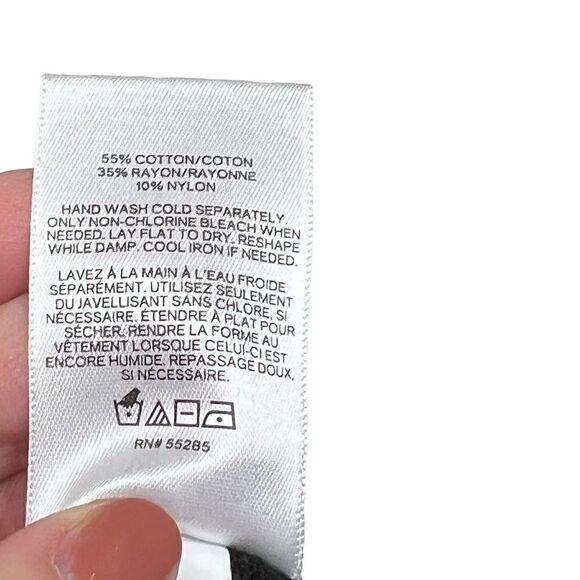 55% COTTON/COTON
35% RAYON/RAYONNE
10% NYLON
HAND WASH COLD SEPARATELY
ONLY NON-CHLORINE BLEACH WHEN
NEEDED. LAY FLAT TO DRY. RESHAPE
WHILE DAMP. COOL IRON IF NEEDED.
LAVEZ À LA MAIN À L'EAU FROIDE
SÉPARÉMENT. UTILISEZ SEULEMENT
DU JAVELLISANT SANS CHLORE, SI
NÉCESSAIRE. ÉTENDRE À PLAT POUR
SÉCHER. RENDRE LA FORME AU
VÊTEMENT LORSQUE CELUI-CI EST
ENCORE HUMIDE. REPASSAGE DOUX,
SI NÉCESSAIRE.
RN# 55285